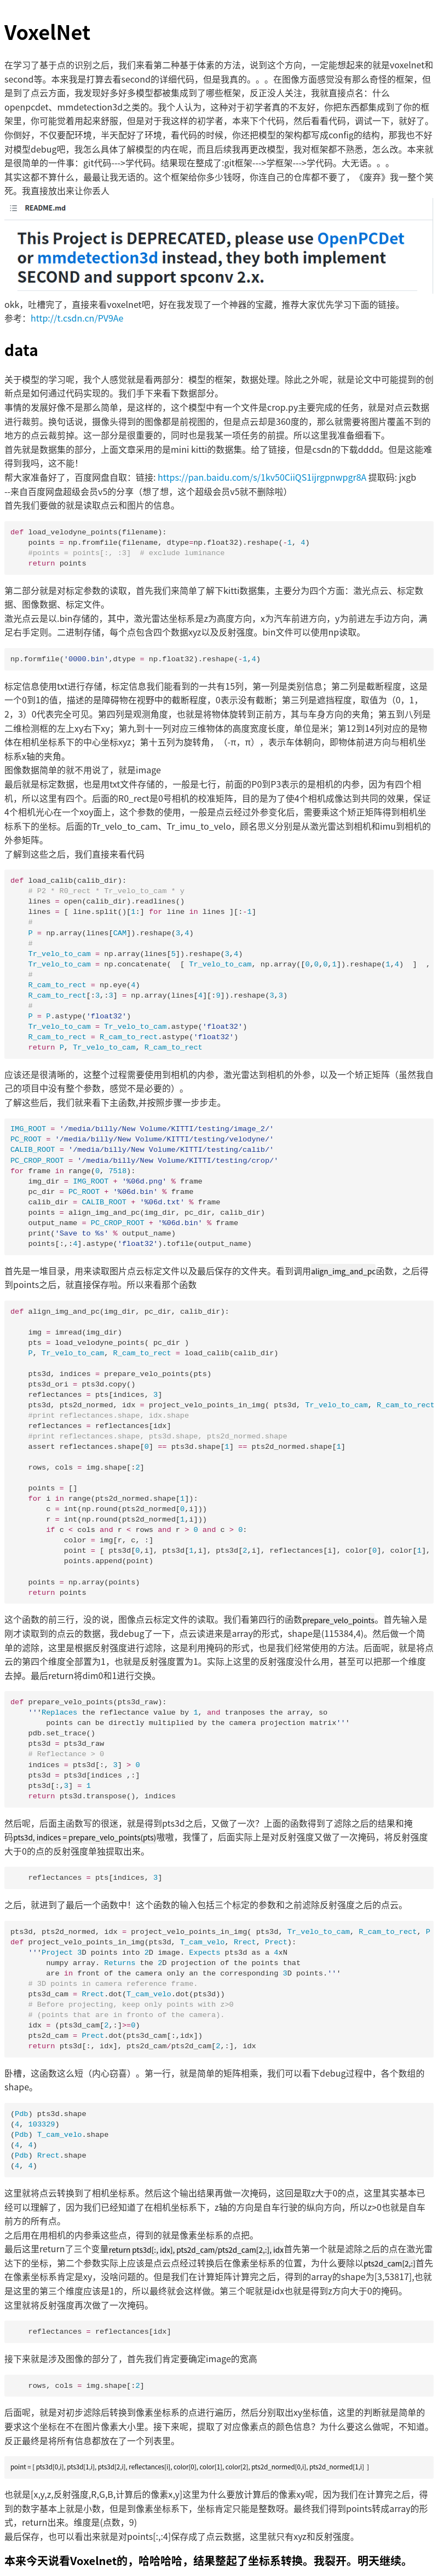 VoxelNet
在学习了基于点的识别之后，我们来看第二种基于体素的方法，说到这个方向，一定能想起来的就是voxelnet和
second等。本来我是打算去看second的详细代码，但是我真的。。。在图像方面感觉没有那么奇怪的框架，但
是到了点云方面，我发现好多好多模型都被集成到了哪些框架，反正没人关注，我就直接点名：什么
openpcdet、mmdetection3d之类的。我个人认为，这种对于初学者真的不友好，你把东西都集成到了你的框
架里，你可能觉着用起来舒服，但是对于我这样的初学者，本来下个代码，然后看看代码，调试一下，就好了。
你倒好，不仅要配环境，半天配好了环境，看代码的时候，你还把模型的架构都写成config的结构，那我也不好
对模型debug吧，我怎么具体了解模型的内在呢，而且后续我再更改模型，我对框架都不熟悉，怎么改。本来就
是很简单的一件事：git代码--->学代码。结果现在整成了:git框架--->学框架--->学代码。大无语。。。
其实这都不算什么，最最让我无语的。这个框架给你多少钱呀，你连自己的仓库都不要了，《废弃》我一整个笑
死。我直接放出来让你丢人
README.md
This Project is DEPRECATED, please use OpenPCDet
or mmdetection3d instead, they both implement
SECOND and support spconv 2.x.
okk，吐槽完了，直接来看voxelnet吧，好在我发现了一个神器的宝藏，推荐大家优先学习下面的链接。
参考：http://t.csdn.cn/PV9Ae
data
关于模型的学习呢，我个人感觉就是看两部分：模型的框架，数据处理。除此之外呢，就是论文中可能提到的创
新点是如何通过代码实现的。我们手下来看下数据部分。
事情的发展好像不是那么简单，是这样的，这个模型中有一个文件是crop.py主要完成的任务，就是对点云数据
进行裁剪。换句话说，摄像头得到的图像都是前视图的，但是点云却是360度的，那么就需要将图片覆盖不到的
地方的点云裁剪掉。这一部分是很重要的，同时也是我某一项任务的前提。所以这里我准备细看下。
首先就是数据集的部分，上面文章采用的是mini kitti的数据集。给了链接，但是csdn的下载dddd。但是这能难
得到我吗，这不能！
帮大家准备好了，百度网盘自取：链接: https://pan.baidu.com/s/1kv50CiiQS1ijrgpnwpgr8A 提取码: jxgb
--来自百度网盘超级会员v5的分享（想了想，这个超级会员v5就不删除啦）
首先我们要做的就是读取点云和图片的信息。
def load_velodyne_points(filename):
    points = np.fromfile(filename, dtype=np.float32).reshape(-1, 4)
    #points = points[:, :3]  # exclude luminance
    return points
第二部分就是对标定参数的读取，首先我们来简单了解下kitti数据集，主要分为四个方面：激光点云、标定数
据、图像数据、标定文件。
激光点云是以.bin存储的，其中，激光雷达坐标系是z为高度方向，x为汽车前进方向，y为前进左手边方向，满
足右手定则。二进制存储，每个点包含四个数据xyz以及反射强度。bin文件可以使用np读取。
np.formfile('0000.bin',dtype = np.float32).reshape(-1,4)
标定信息使用txt进行存储，标定信息我们能看到的一共有15列，第一列是类别信息；第二列是截断程度，这是
一个0到1的值，描述的是障碍物在视野中的截断程度，0表示没有截断；第三列是遮挡程度，取值为（0，1，
2，3）0代表完全可见。第四列是观测角度，也就是将物体旋转到正前方，其与车身方向的夹角；第五到八列是
二维检测框的左上xy右下xy；第九到十一列对应三维物体的高度宽度长度，单位是米；第12到14列对应的是物
体在相机坐标系下的中心坐标xyz；第十五列为旋转角，（-π，π），表示车体朝向，即物体前进方向与相机坐
标系x轴的夹角。
图像数据简单的就不用说了，就是image
最后就是标定数据，也是用txt文件存储的，一般是七行，前面的P0到P3表示的是相机的内参，因为有四个相
机，所以这里有四个。后面的R0_rect是0号相机的校准矩阵，目的是为了使4个相机成像达到共同的效果，保证
4个相机光心在一个xoy面上，这个参数的使用，一般是点云经过外参变化后，需要乘这个矫正矩阵得到相机坐
标系下的坐标。后面的Tr_velo_to_cam、Tr_imu_to_velo，顾名思义分别是从激光雷达到相机和imu到相机的
外参矩阵。
了解到这些之后，我们直接来看代码
def load_calib(calib_dir):
    # P2 * R0_rect * Tr_velo_to_cam * y
    lines = open(calib_dir).readlines()
    lines = [ line.split()[1:] for line in lines ][:-1]
    #
    P = np.array(lines[CAM]).reshape(3,4)
    #
    Tr_velo_to_cam = np.array(lines[5]).reshape(3,4)
    Tr_velo_to_cam = np.concatenate(  [ Tr_velo_to_cam, np.array([0,0,0,1]).reshape(1,4)  ]  ,
    #
    R_cam_to_rect = np.eye(4)
    R_cam_to_rect[:3,:3] = np.array(lines[4][:9]).reshape(3,3)
    #
    P = P.astype('float32')
    Tr_velo_to_cam = Tr_velo_to_cam.astype('float32')
    R_cam_to_rect = R_cam_to_rect.astype('float32')
    return P, Tr_velo_to_cam, R_cam_to_rect
应该还是很清晰的，这整个过程需要使用到相机的内参，激光雷达到相机的外参，以及一个矫正矩阵（虽然我自
己的项目中没有整个参数，感觉不是必要的）。
了解这些后，我们就来看下主函数,并按照步骤一步步走。
IMG_ROOT = '/media/billy/New Volume/KITTI/testing/image_2/'
PC_ROOT = '/media/billy/New Volume/KITTI/testing/velodyne/'
CALIB_ROOT = '/media/billy/New Volume/KITTI/testing/calib/'
PC_CROP_ROOT = '/media/billy/New Volume/KITTI/testing/crop/'
for frame in range(0, 7518):
    img_dir = IMG_ROOT + '%06d.png' % frame
    pc_dir = PC_ROOT + '%06d.bin' % frame
    calib_dir = CALIB_ROOT + '%06d.txt' % frame
    points = align_img_and_pc(img_dir, pc_dir, calib_dir)
    output_name = PC_CROP_ROOT + '%06d.bin' % frame
    print('Save to %s' % output_name)
    points[:,:4].astype('float32').tofile(output_name)
首先是一堆目录，用来读取图片点云标定文件以及最后保存的文件夹。看到调用align_img_and_pc函数，之后得
到points之后，就直接保存啦。所以来看那个函数
def align_img_and_pc(img_dir, pc_dir, calib_dir):
    img = imread(img_dir)
    pts = load_velodyne_points( pc_dir )
    P, Tr_velo_to_cam, R_cam_to_rect = load_calib(calib_dir)
    pts3d, indices = prepare_velo_points(pts)
    pts3d_ori = pts3d.copy()
    reflectances = pts[indices, 3]
    pts3d, pts2d_normed, idx = project_velo_points_in_img( pts3d, Tr_velo_to_cam, R_cam_to_rect
    #print reflectances.shape, idx.shape
    reflectances = reflectances[idx]
    #print reflectances.shape, pts3d.shape, pts2d_normed.shape
    assert reflectances.shape[0] == pts3d.shape[1] == pts2d_normed.shape[1]
    rows, cols = img.shape[:2]
    points = []
    for i in range(pts2d_normed.shape[1]):
        c = int(np.round(pts2d_normed[0,i]))
        r = int(np.round(pts2d_normed[1,i]))
        if c < cols and r < rows and r > 0 and c > 0:
            color = img[r, c, :]
            point = [ pts3d[0,i], pts3d[1,i], pts3d[2,i], reflectances[i], color[0], color[1],
            points.append(point)
    points = np.array(points)
    return points
这个函数的前三行，没的说，图像点云标定文件的读取。我们看第四行的函数prepare_velo_points。首先输入是
刚才读取到的点云的数据，我debug了一下，点云读进来是array的形式，shape是(115384,4)。然后做一个简
单的滤除，这里是根据反射强度进行滤除，这是利用掩码的形式，也是我们经常使用的方法。后面呢，就是将点
云的第四个维度全部置为1，也就是反射强度置为1。实际上这里的反射强度没什么用，甚至可以把那一个维度
去掉。最后return将dim0和1进行交换。
def prepare_velo_points(pts3d_raw):
    '''Replaces the reflectance value by 1, and tranposes the array, so
        points can be directly multiplied by the camera projection matrix'''
    pdb.set_trace()
    pts3d = pts3d_raw
    # Reflectance > 0
    indices = pts3d[:, 3] > 0
    pts3d = pts3d[indices ,:]
    pts3d[:,3] = 1
    return pts3d.transpose(), indices
然后呢，后面主函数写的很迷，就是得到pts3d之后，又做了一次？上面的函数得到了滤除之后的结果和掩
码pts3d, indices = prepare_velo_points(pts)嗷嗷，我懂了，后面实际上是对反射强度又做了一次掩码，将反射强度
大于0的点的反射强度单独提取出来。
    reflectances = pts[indices, 3]
之后，就进到了最后一个函数中！这个函数的输入包括三个标定的参数和之前滤除反射强度之后的点云。
pts3d, pts2d_normed, idx = project_velo_points_in_img( pts3d, Tr_velo_to_cam, R_cam_to_rect, P
def project_velo_points_in_img(pts3d, T_cam_velo, Rrect, Prect):
    '''Project 3D points into 2D image. Expects pts3d as a 4xN
        numpy array. Returns the 2D projection of the points that
        are in front of the camera only an the corresponding 3D points.'''
    # 3D points in camera reference frame.
    pts3d_cam = Rrect.dot(T_cam_velo.dot(pts3d))
    # Before projecting, keep only points with z>0
    # (points that are in fronto of the camera).
    idx = (pts3d_cam[2,:]>=0)
    pts2d_cam = Prect.dot(pts3d_cam[:,idx])
    return pts3d[:, idx], pts2d_cam/pts2d_cam[2,:], idx
卧槽，这函数这么短（内心窃喜）。第一行，就是简单的矩阵相乘，我们可以看下debug过程中，各个数组的
shape。
(Pdb) pts3d.shape
(4, 103329)
(Pdb) T_cam_velo.shape
(4, 4)
(Pdb) Rrect.shape
(4, 4)
这里就将点云转换到了相机坐标系。然后这个输出结果再做一次掩码，这回是取z大于0的点，这里其实基本已
经可以理解了，因为我们已经知道了在相机坐标系下，z轴的方向是自车行驶的纵向方向，所以z>0也就是自车
前方的所有点。
之后用在用相机的内参乘这些点，得到的就是像素坐标系的点把。
最后这里return了三个变量return pts3d[:, idx], pts2d_cam/pts2d_cam[2,:], idx首先第一个就是滤除之后的点在激光雷
达下的坐标，第二个参数实际上应该是点云点经过转换后在像素坐标系的位置，为什么要除以pts2d_cam[2,:]首先
在像素坐标系肯定是xy，没啥问题的。但是我们在计算矩阵计算完之后，得到的array的shape为[3,53817],也就
是这里的第三个维度应该是1的，所以最终就会这样做。第三个呢就是idx也就是得到z方向大于0的掩码。
这里就将反射强度再次做了一次掩码。
    reflectances = reflectances[idx]
接下来就是涉及图像的部分了，首先我们肯定要确定image的宽高
    rows, cols = img.shape[:2]
后面呢，就是对初步滤除后转换到像素坐标系的点进行遍历，然后分别取出xy坐标值，这里的判断就是简单的
要求这个坐标在不在图片像素大小里。接下来呢，提取了对应像素点的颜色信息？为什么要这么做呢，不知道。
反正最终是将所有信息都放在了一个列表里。
point = [ pts3d[0,i], pts3d[1,i], pts3d[2,i], reflectances[i], color[0], color[1], color[2], pts2d_normed[0,i], pts2d_normed[1,i]  ]
也就是[x,y,z,反射强度,R,G,B,计算后的像素x,y]这里为什么要放计算后的像素xy呢，因为我们在计算完之后，得
到的数字基本上就是小数，但是到像素坐标下，坐标肯定只能是整数呀。最终我们得到points转成array的形
式，return出来。维度是(点数，9)
最后保存，也可以看出来就是对points[:,:4]保存成了点云数据，这里就只有xyz和反射强度。
本来今天说看Voxelnet的，哈哈哈哈，结果整起了坐标系转换。我裂开。明天继续。